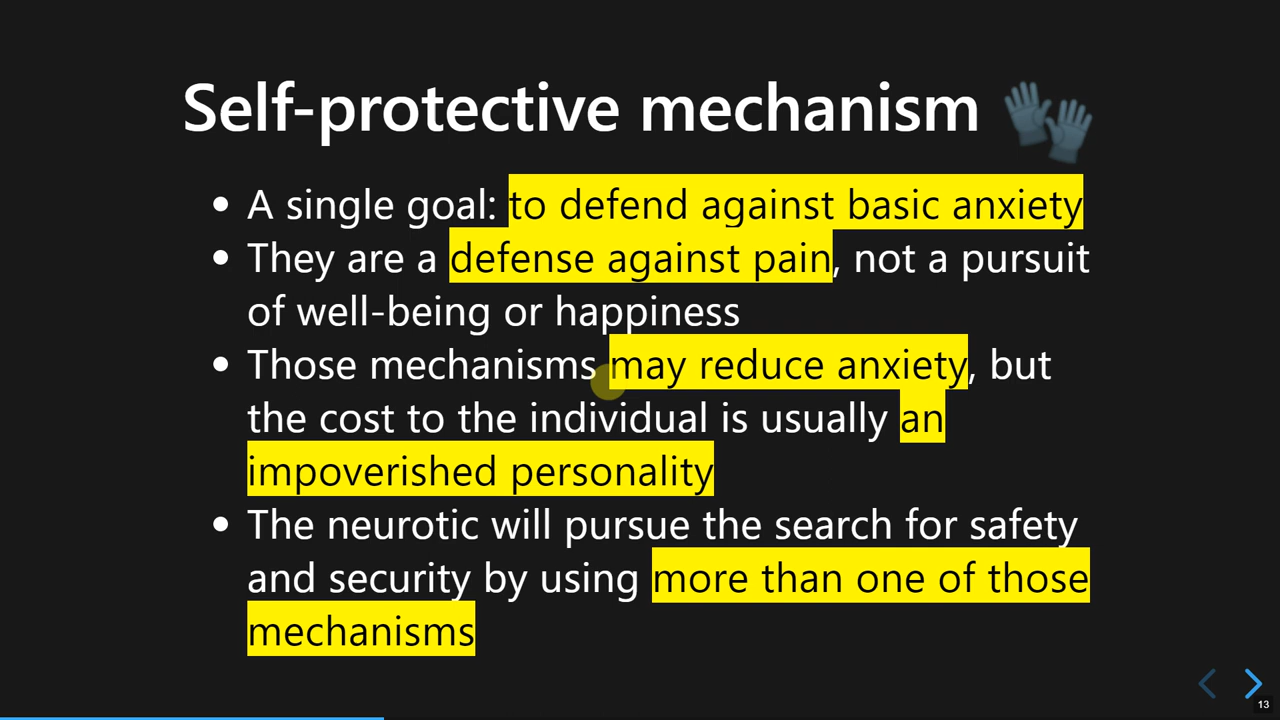 Self-protective mechanism
• A single goal: to defend against basic anxiety
• They are a defense against pain, not a pursuit
of well-being or happiness
• Those mechanisms may reduce anxiety, but
the cost to the individual is usually an
impoverished personality
• The neurotic will pursue the search for safety
and security by using more than one of those
mechanisms
13